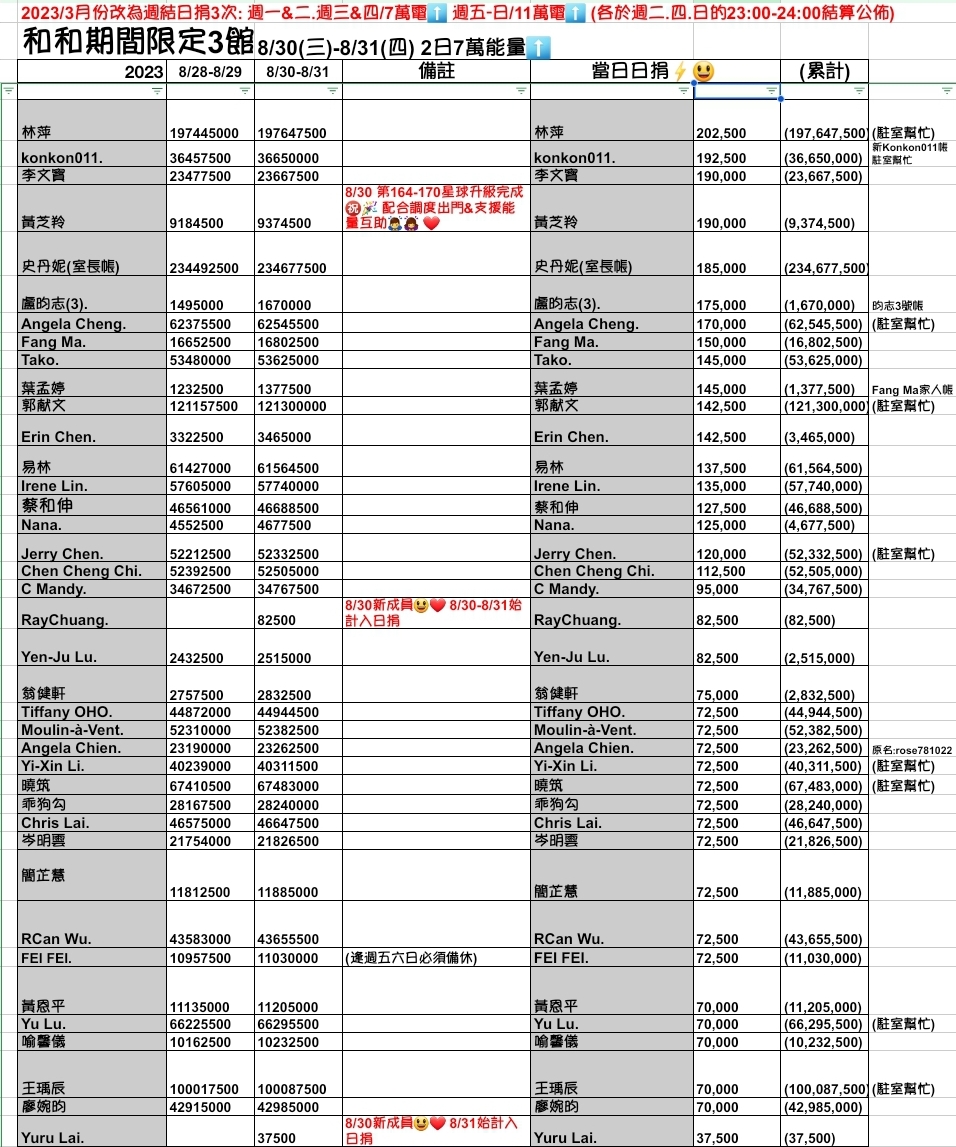 2023/3月份改為週結日捐3次: 週一&二.週三&四/7萬電⬆️ 週五-日/11萬電⬆️ (各於週二.四.日的23:00-24:00結算公佈)
和和期間限定3館 8/30(三)-8/31(四) 2日7萬能量⬆️
2023 8/28-8/29 8/30-8/31 備註 當日日捐⚡😃 (累計)
林萍 197445000 197647500 林萍 202,500 (197,647,500) (駐室幫忙)
konkon011. 36457500 36650000 konkon011. 192,500 (36,650,000) 新Konkon011帳
駐室幫忙
李文寶 23477500 23667500 李文寶 190,000 (23,667,500)
8/30 第164-170星球升級完成
㊗️🎉 配合調度出門&支援能
黃芝羚 9184500 9374500 量互助🙇‍♂️🙇‍♀️ ❤️ 黃芝羚 190,000 (9,374,500)
史丹妮(室長帳) 234492500 234677500 史丹妮(室長帳) 185,000 (234,677,500)
盧昀志(3). 1495000 1670000 盧昀志(3). 175,000 (1,670,000) 昀志3號帳
Angela Cheng. 62375500 62545500 Angela Cheng. 170,000 (62,545,500) (駐室幫忙)
Fang Ma. 16652500 16802500 Fang Ma. 150,000 (16,802,500)
Tako. 53480000 53625000 Tako. 145,000 (53,625,000)
葉孟婷 1232500 1377500 葉孟婷 145,000 (1,377,500) Fang Ma家人帳
郭献文 121157500 121300000 郭献文 142,500 (121,300,000) (駐室幫忙)
Erin Chen. 3322500 3465000 Erin Chen. 142,500 (3,465,000)
易林 61427000 61564500 易林 137,500 (61,564,500)
Irene Lin. 57605000 57740000 Irene Lin. 135,000 (57,740,000)
蔡和伸 46561000 46688500 蔡和伸 127,500 (46,688,500)
Nana. 4552500 4677500 Nana. 125,000 (4,677,500)
Jerry Chen. 52212500 52332500 Jerry Chen. 120,000 (52,332,500) (駐室幫忙)
Chen Cheng Chi. 52392500 52505000 Chen Cheng Chi. 112,500 (52,505,000)
C Mandy. 34672500 34767500 C Mandy. 95,000 (34,767,500)
8/30新成員😃❤️ 8/30-8/31始
RayChuang. 82500 計入日捐 RayChuang. 82,500 (82,500)
Yen-Ju Lu. 2432500 2515000 Yen-Ju Lu. 82,500 (2,515,000)
翁健軒 2757500 2832500 翁健軒 75,000 (2,832,500)
Tiffany OHO. 44872000 44944500 Tiffany OHO. 72,500 (44,944,500)
Moulin-à-Vent. 52310000 52382500 Moulin-à-Vent. 72,500 (52,382,500)
Angela Chien. 23190000 23262500 Angela Chien. 72,500 (23,262,500) 原名:rose781022
Yi-Xin Li. 40239000 40311500 Yi-Xin Li. 72,500 (40,311,500) (駐室幫忙)
曉筑 67410500 67483000 曉筑 72,500 (67,483,000) (駐室幫忙)
乖狗勾 28167500 28240000 乖狗勾 72,500 (28,240,000)
Chris Lai. 46575000 46647500 Chris Lai. 72,500 (46,647,500)
岑明雲 21754000 21826500 岑明雲 72,500 (21,826,500)
簡芷慧 11812500 11885000 簡芷慧 72,500 (11,885,000)
RCan Wu. 43583000 43655500 RCan Wu. 72,500 (43,655,500)
FEI FEI. 10957500 11030000 (逢週五六日必須備休) FEI FEI. 72,500 (11,030,000)
黃恩平 11135000 11205000 黃恩平 70,000 (11,205,000)
Yu Lu. 66225500 66295500 Yu Lu. 70,000 (66,295,500) (駐室幫忙)
喻馨儀 10162500 10232500 喻馨儀 70,000 (10,232,500)
王瑀辰 100017500 100087500 王瑀辰 70,000 (100,087,500) (駐室幫忙)
廖婉昀 42915000 42985000 廖婉昀 70,000 (42,985,000)
8/30新成員😃❤️ 8/31始計入
Yuru Lai. 37500 日捐 Yuru Lai. 37,500 (37,500)